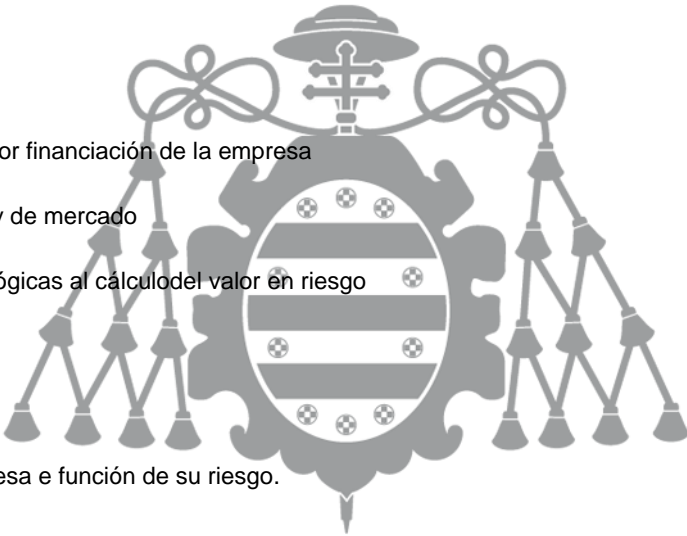 or financiación de la empresa
y de mercado
ógicas al cálculodel valor en riesgo
esa e función de su riesgo.